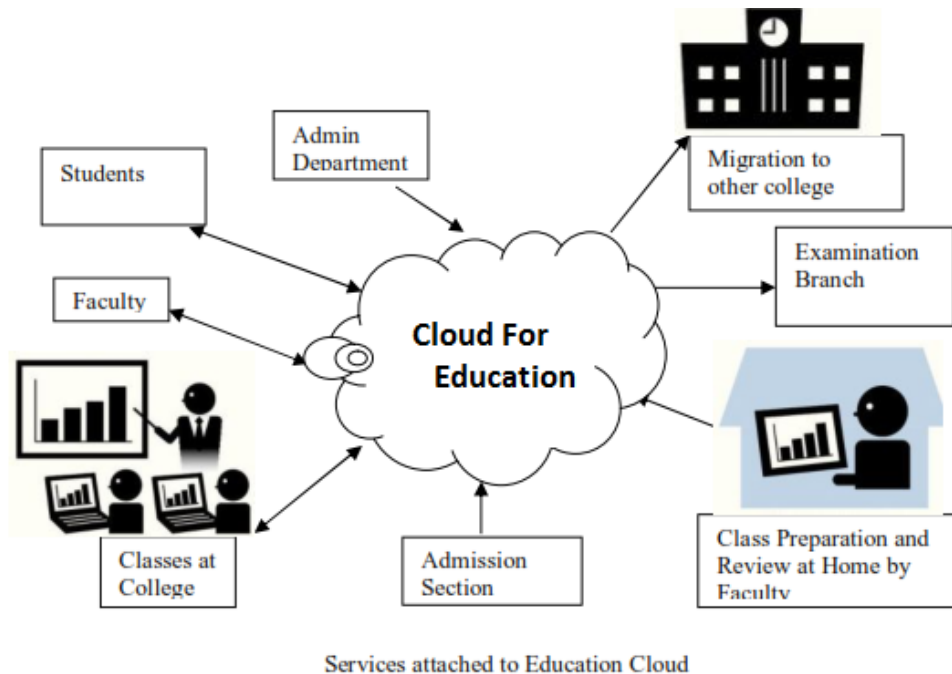 Admin
Department
Students
Migration to
other college
Examination
Branch
Faculty
Cloud For
Education
Classes at
College
Admission
Section
Class Preparation and
Review at Home by
Faculty
Services attached to Education Cloud